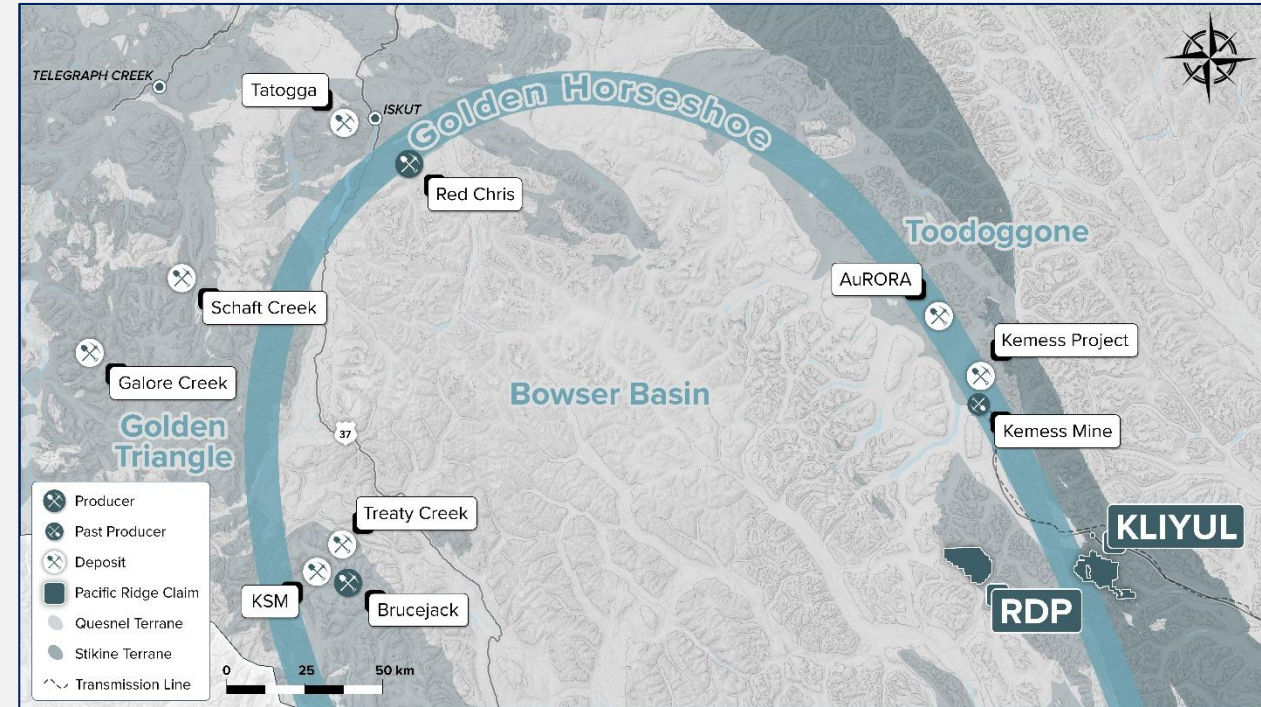 TELEGRAPH CREEK
Tatogga
ISKUT
Golden Horseshoe
Red Chris
Toodoggone
AuRORA
Schaft Creek
Kemess Project
Galore Creek
Bowser Basin
Kemess Mine
Golden
Triangle
37
Treaty Creek
KLIYUL
KSM
Brucejack
RDP
Producer
Past Producer
Deposit
Pacific Ridge Claim
Quesnel Terrane
Stikine Terrane
Transmission Line
0 25 50 km